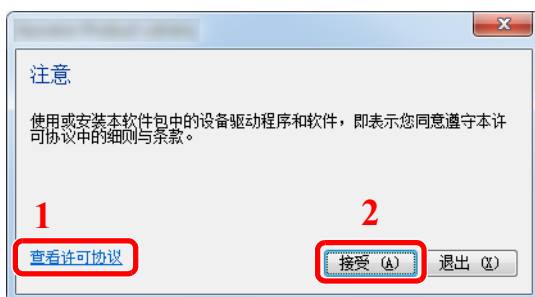 注意
使用或安装本软件包中的设备驱动程序和软件，即表示您同意遵守本许
可协议中的细则与条款。
1
2
查看许可协议
接受 (A) 退出 (X)